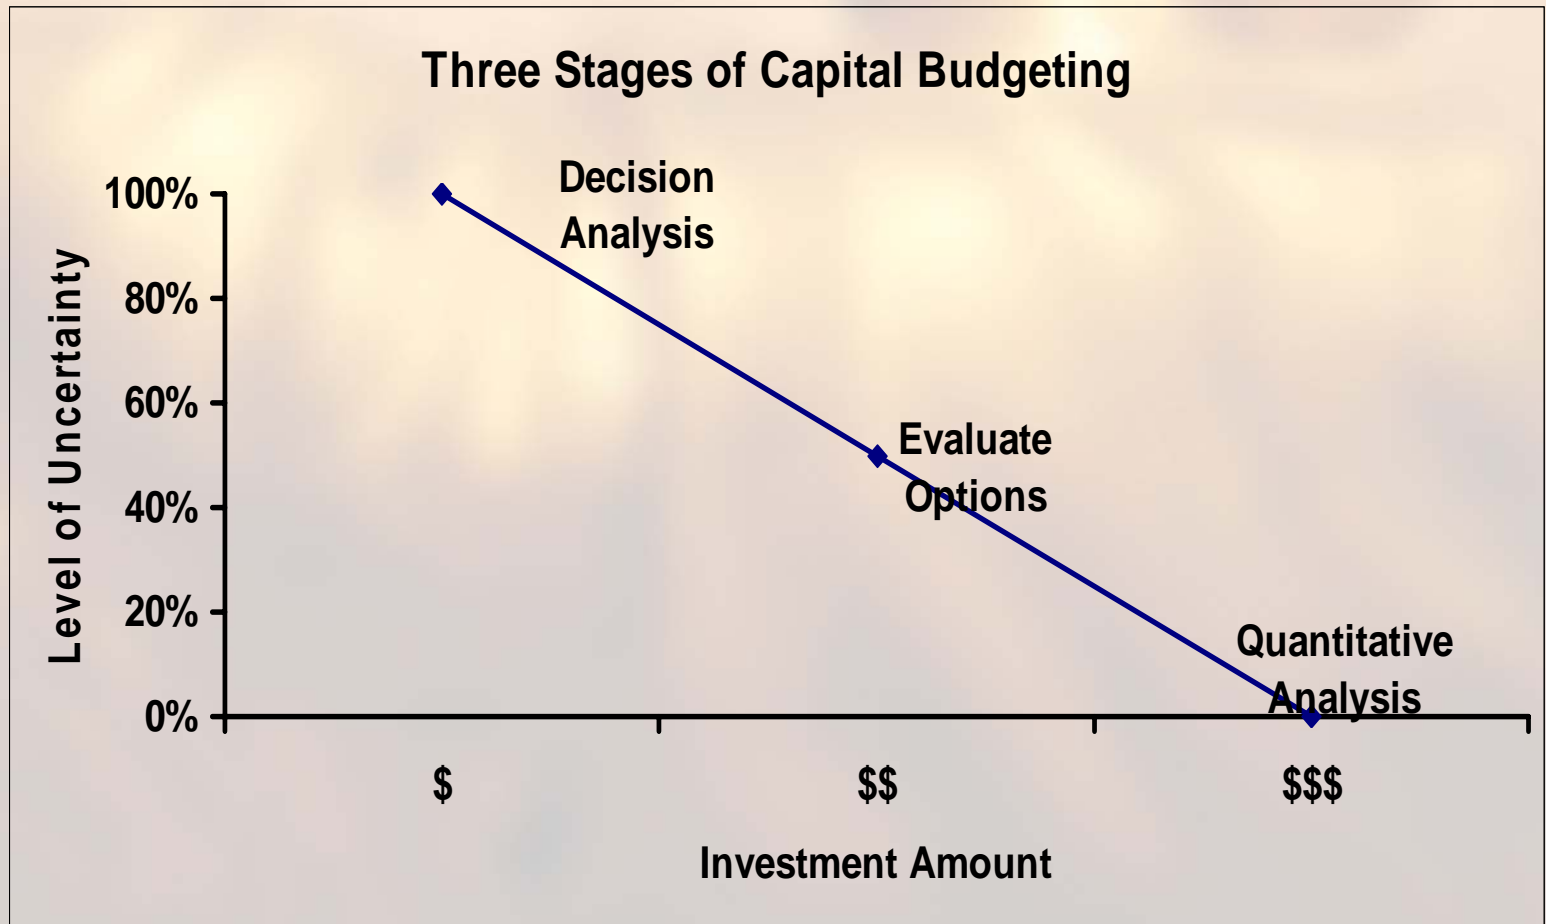 Three Stages of Capital Budgeting
Decision
Analysis
100%
80%
60%
40%
20%
0%
Level of Uncertainty
Evaluate
Options
Quantitative
Analysis
$
$$
$$$
Investment Amount